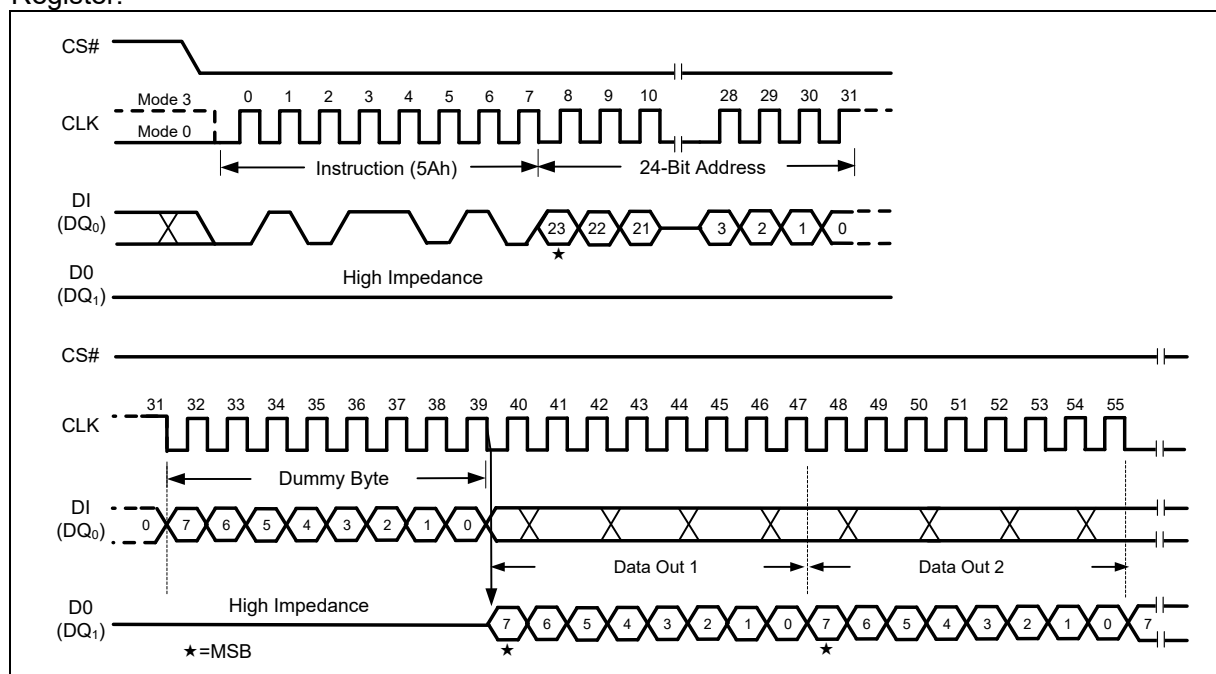 Register.
CS#
Mode 3 0 1 2 3 4 5 6 7 8 9 10 28 29 30 31
CLK
Mode 0
Instruction (5Ah) 24-Bit Address
DI
(DQ₀) 23 22 21 3 2 1 0
★
D0 High Impedance
(DQ₁)
CS#
31 32 33 34 35 36 37 38 39 40 41 42 43 44 45 46 47 48 49 50 51 52 53 54 55
CLK
Dummy Byte
DI
(DQ₀) 0 7 6 5 4 3 2 1 0
Data Out 1 Data Out 2
D0 High Impedance
(DQ₁) 7 6 5 4 3 2 1 0 7 6 5 4 3 2 1 0 7
★=MSB ★ ★